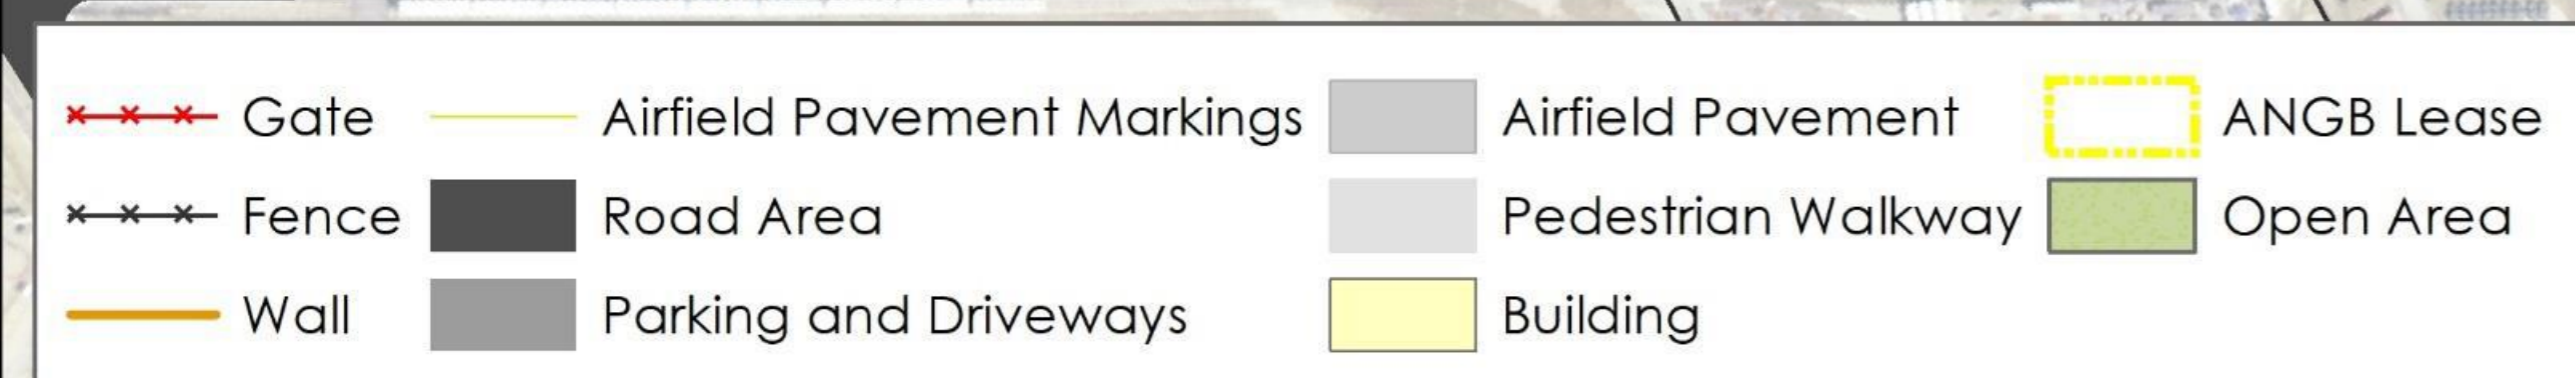 Gate
Fence
Wall
Airfield Pavement Markings
Road Area
Parking and Driveways
Airfield Pavement
Pedestrian Walkway
Building
ANGB Lease
Open Area